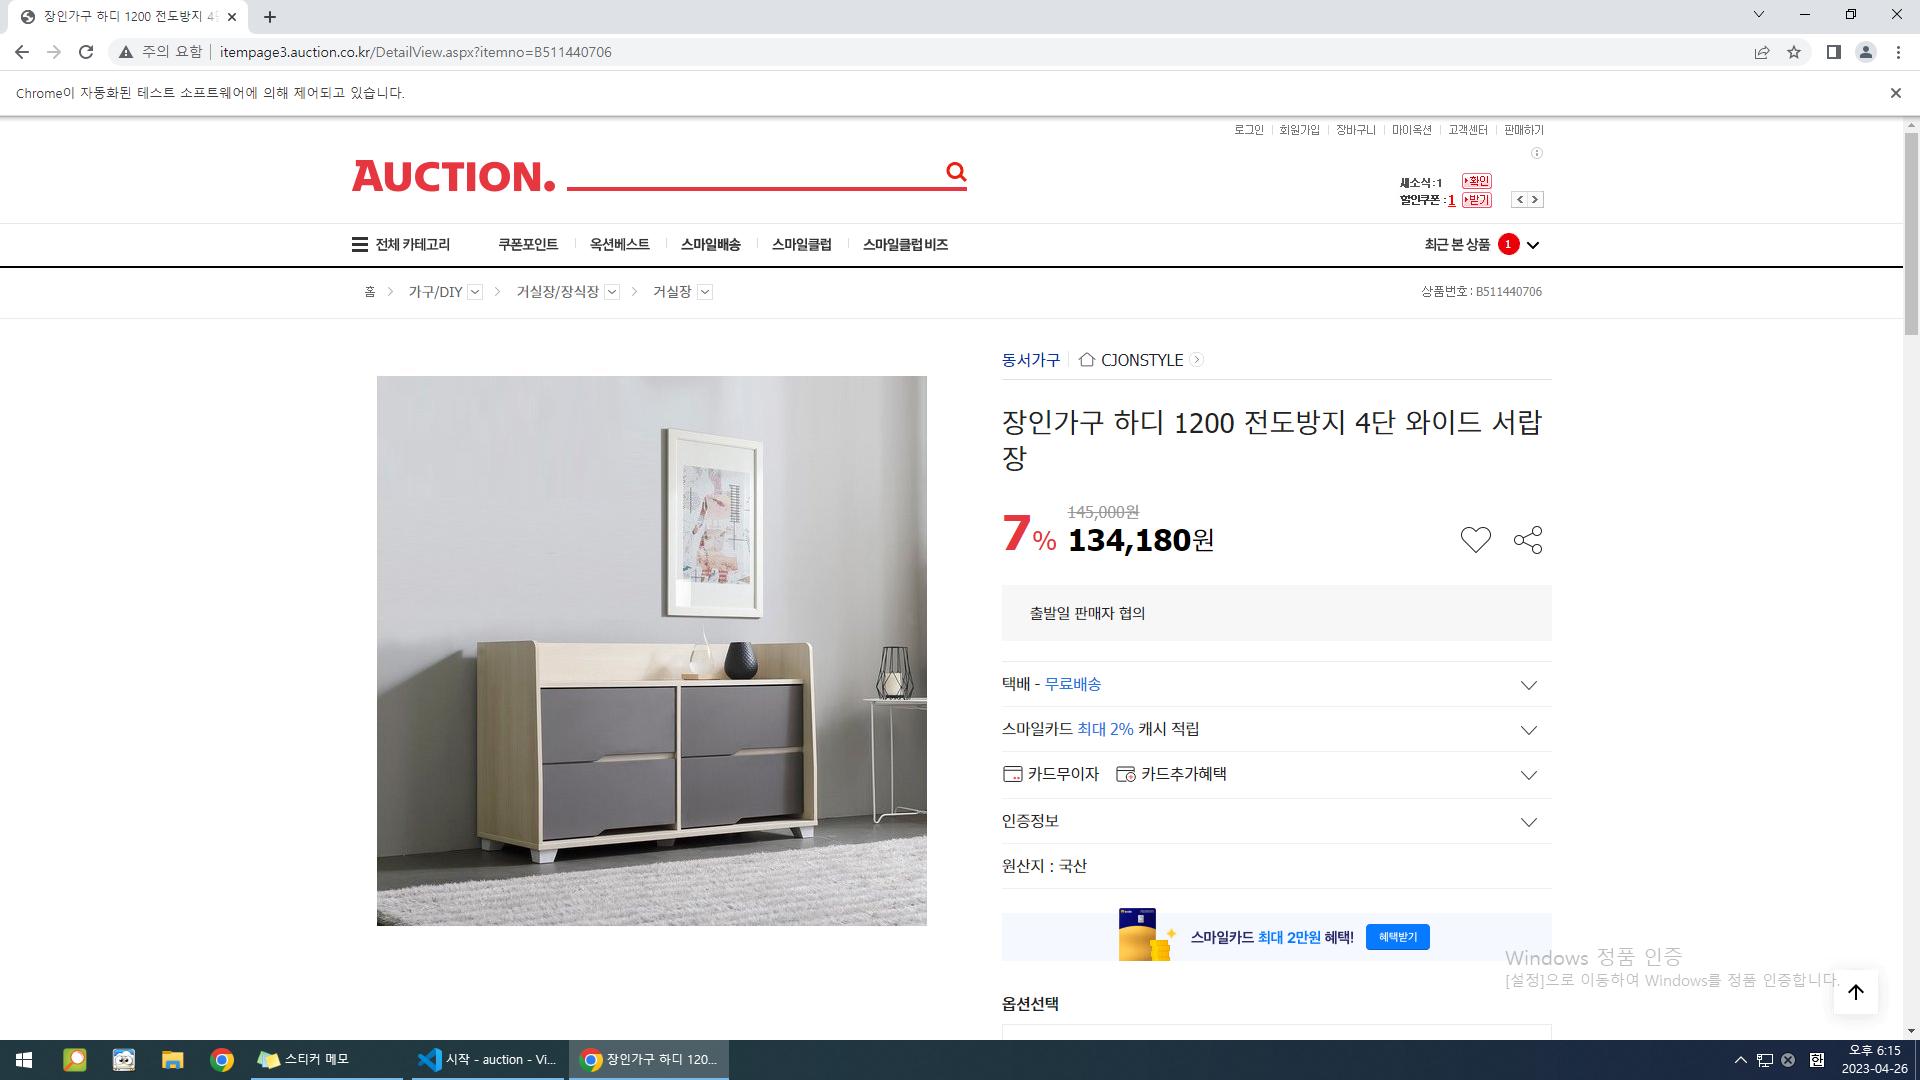 장인가구 하디 1200 전도방지 4단
주의 요함 itempage3.auction.co.kr/DetailView.aspx?itemno=B511440706
Chrome이 자동화된 테스트 소프트웨어에 의해 제어되고 있습니다.
로그인 회원가입 장바구니 마이옥션 고객센터 판매하기
AUCTION.
새소식:1 확인
할인쿠폰:1 받기
전체 카테고리 쿠폰포인트 옥션베스트 스마일배송 스마일클럽 스마일클럽 비즈 최근 본 상품 1
홈 가구/DIY 거실장/장식장 거실장 상품번호 : B511440706
동서가구 CJONSTYLE
장인가구 하디 1200 전도방지 4단 와이드 서랍
장
145,000원
7% 134,180원
출발일 판매자 협의
택배 - 무료배송
스마일카드 최대 2% 캐시 적립
카드무이자 카드추가혜택
인증정보
원산지 : 국산
스마일카드 최대 2만원 혜택! 혜택받기
Windows 정품 인증
[설정]으로 이동하여 Windows를 정품 인증합니다.
옵션선택
스티커 메모 시작 - auction - Vi... 장인가구 하디 120... 한 오후 6:15
2023-04-26